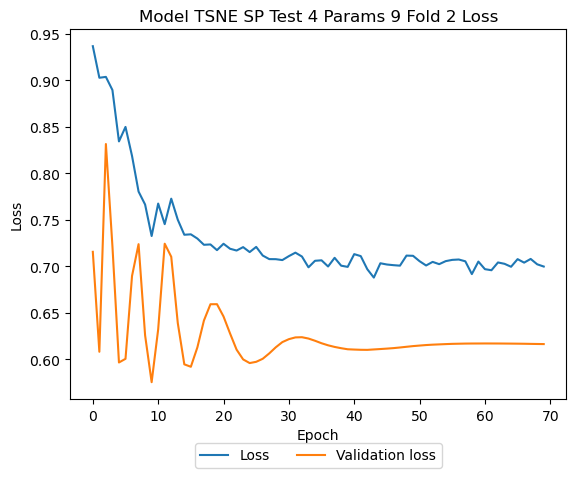 Model TSNE SP Test 4 Params 9 Fold 2 Loss
0.95
0.90
0.85
0.80
0.75
0.70
0.65
0.60
Loss
0 10 20 30 40 50 60 70
Epoch
Loss Validation loss